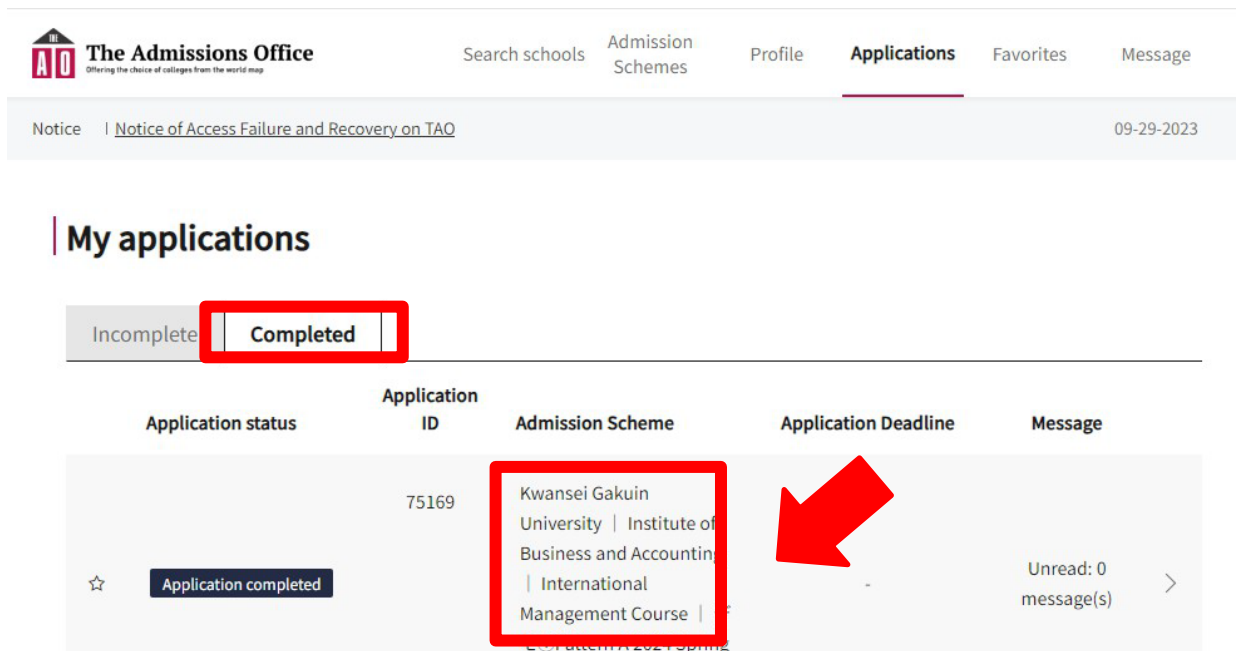 THE
AO
The Admissions Office
Offering the choice of colleges from the world map
Search schools
Admission
Schemes
Profile
Applications
Favorites
Message
Notice | Notice of Access Failure and Recovery on TAO
09-29-2023
My applications
Incomplete
Completed
Application status
Application
ID
Admission Scheme
Application Deadline
Message
Application completed
75169
Kwansei Gakuin
University | Institute of
Business and Accounting
| International
Management Course |
Pattern A 2024 Spring
-
Unread: 0
message(s)